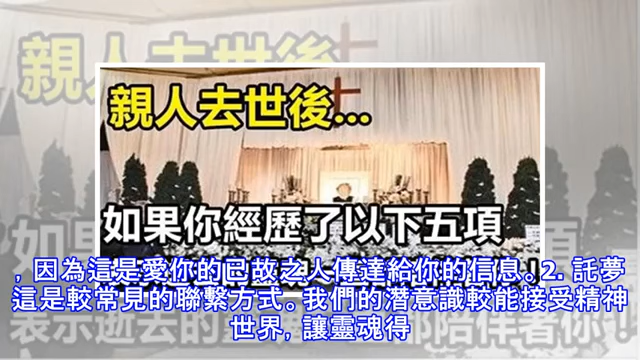 親人去世後...
如果你經歷了以下五項
，因為這是愛你的已故之人傳達給你的信息。2. 託夢
這是較常見的聯繫方式。我們的潛意識較能接受精神
世界，讓靈魂得